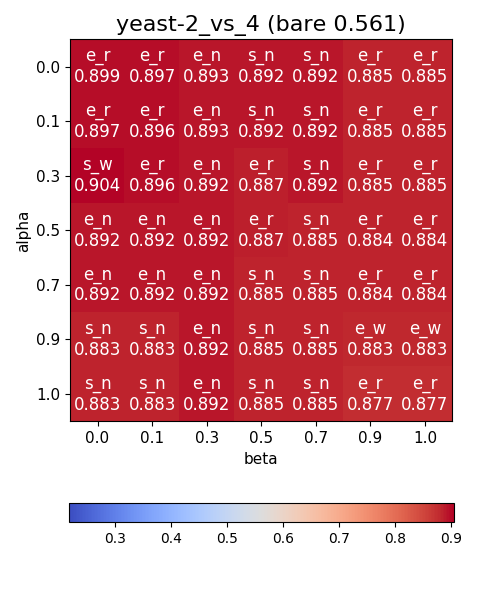 yeast-2_vs_4 (bare 0.561)
alpha
0.0 e_r e_r e_n s_n s_n e_r e_r
0.899 0.897 0.893 0.892 0.892 0.885 0.885
0.1 e_r e_r e_n s_n s_n e_r e_r
0.897 0.896 0.893 0.892 0.892 0.885 0.885
0.3 s_w e_r e_n e_r s_n e_r e_r
0.904 0.896 0.892 0.887 0.892 0.885 0.885
0.5 e_n e_n e_n e_r s_n e_r e_r
0.892 0.892 0.892 0.887 0.885 0.884 0.884
0.7 e_n e_n e_n s_n s_n e_r e_r
0.892 0.892 0.892 0.885 0.885 0.884 0.884
0.9 s_n s_n e_n s_n s_n e_w e_w
0.883 0.883 0.892 0.885 0.885 0.883 0.883
1.0 s_n s_n e_n s_n s_n e_r e_r
0.883 0.883 0.892 0.885 0.885 0.877 0.877
0.0 0.1 0.3 0.5 0.7 0.9 1.0
beta
0.3 0.4 0.5 0.6 0.7 0.8 0.9